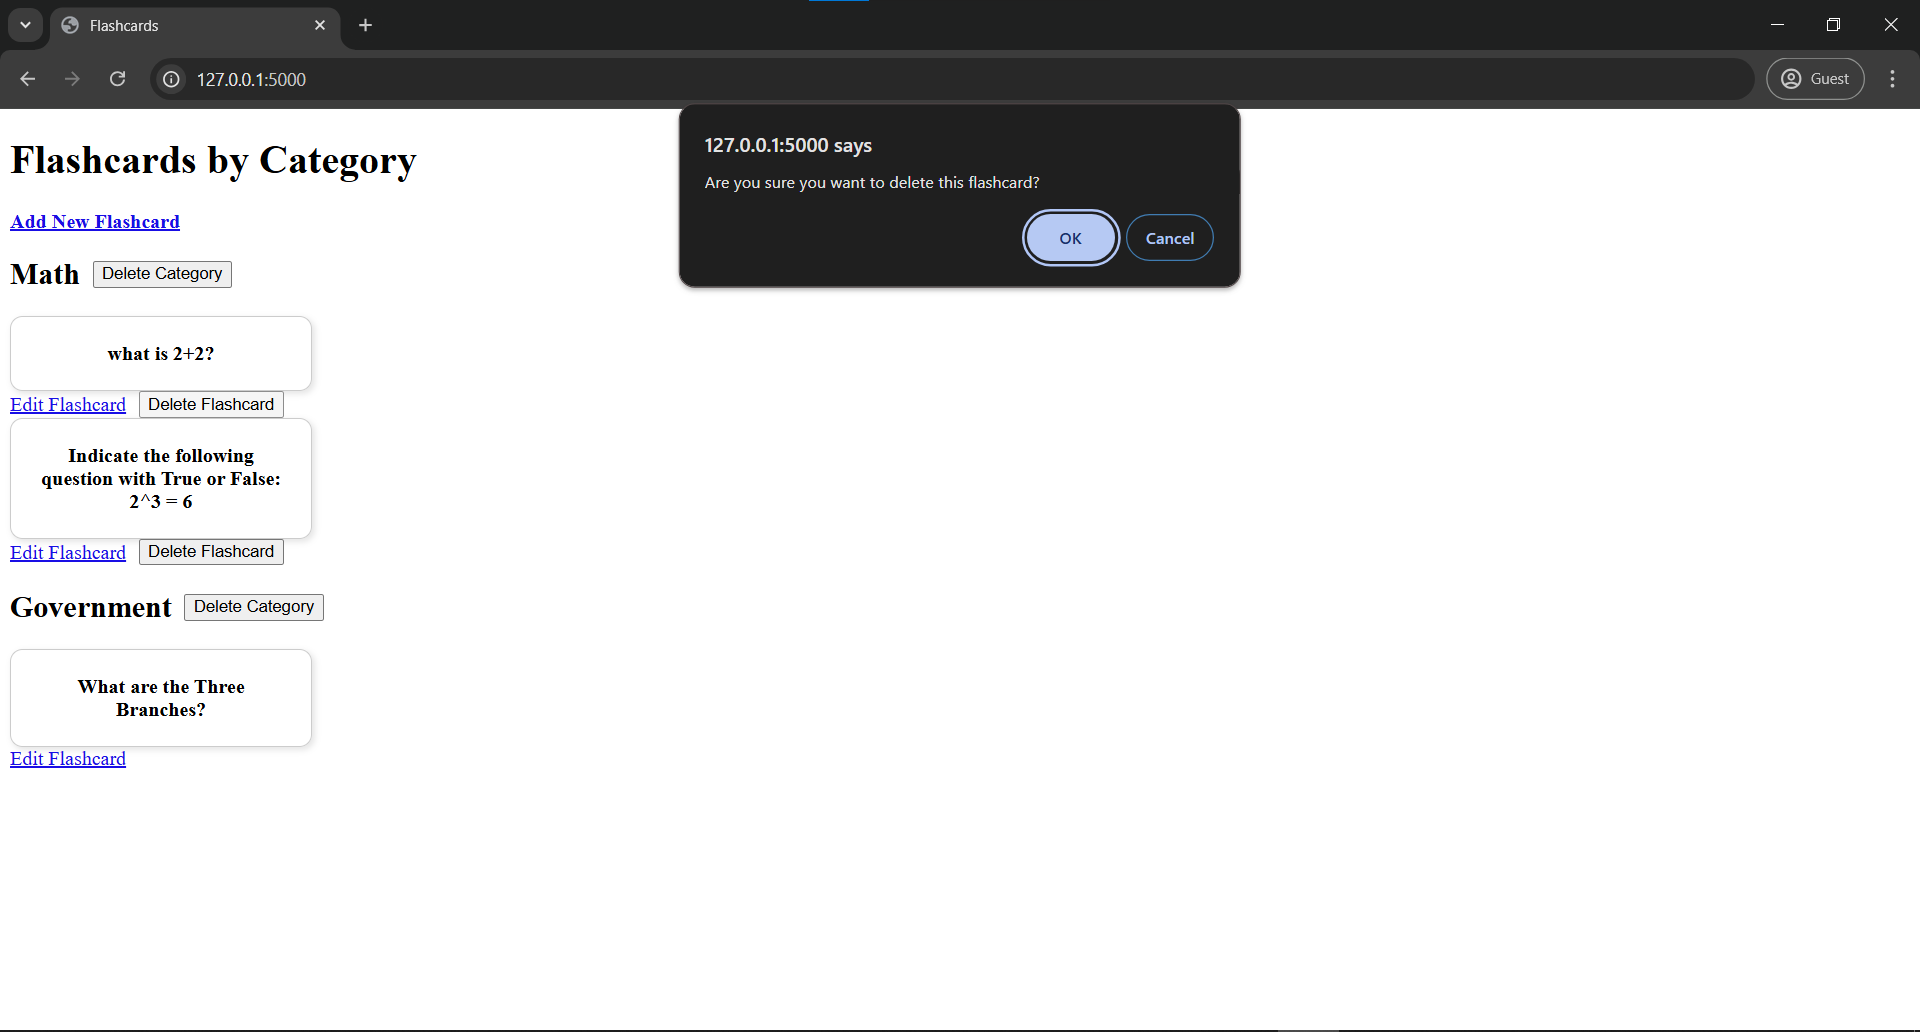 Flashcards
127.0.0.1:5000
Guest
127.0.0.1:5000 says
Are you sure you want to delete this flashcard?
OK
Cancel
Flashcards by Category
Add New Flashcard
Math
Delete Category
what is 2+2?
Edit Flashcard
Delete Flashcard
Indicate the following
question with True or False:
2^3 = 6
Edit Flashcard
Delete Flashcard
Government
Delete Category
What are the Three
Branches?
Edit Flashcard